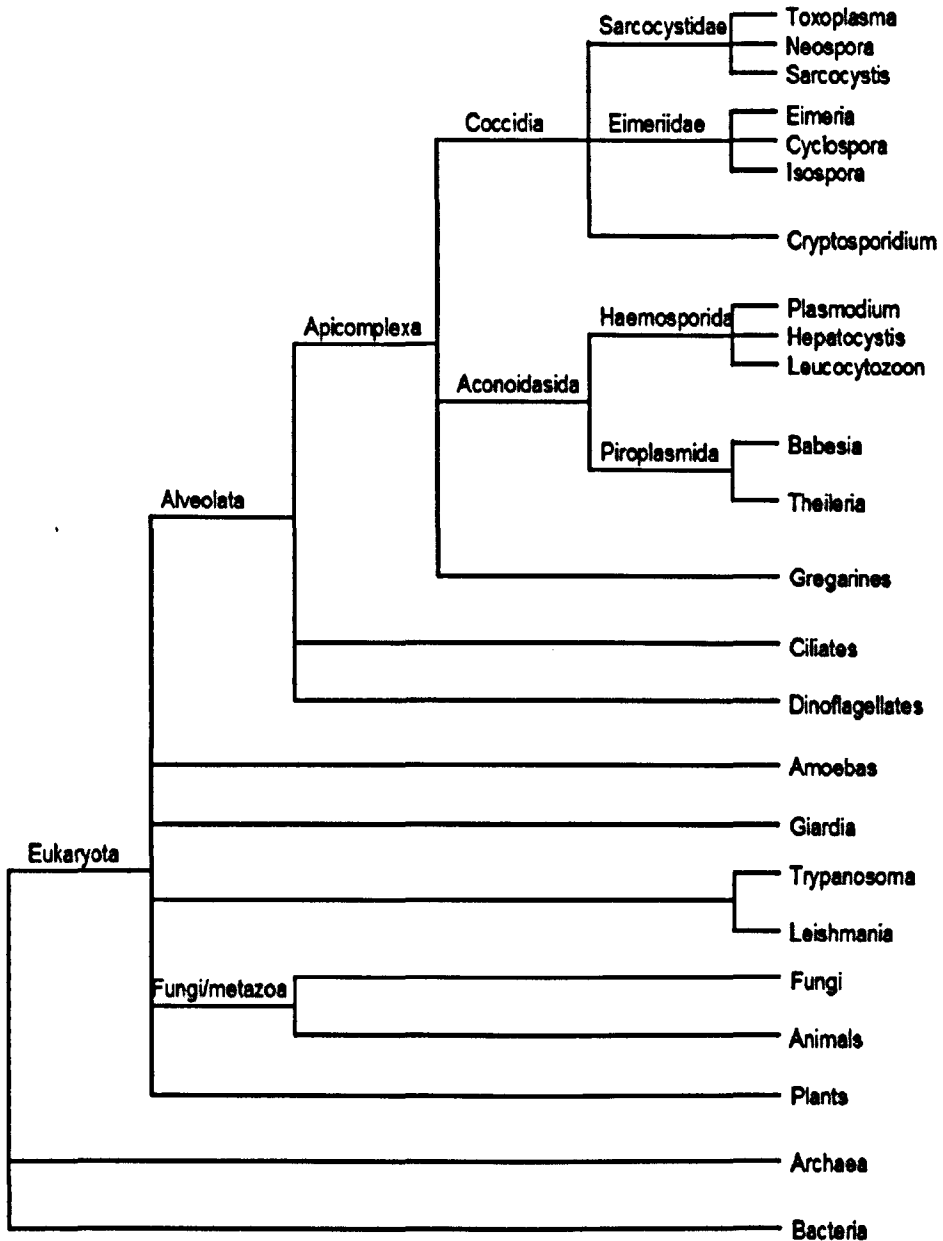 Toxoplasma
Sarcocystidae
Neospora
Sarcocystis
Eimeria
Coccidia
Eimeriidae
Cyclospora
Isospora
Cryptosporidium
Plasmodium
Haemosporida
Apicomplexa
Hepatocystis
Leucocytozoon
Aconoidasida
Babesia
Piroplasmida
Alveolata
Theileria
Gregarines
Ciliates
Dinoflagellates
Amoebas
Giardia
Eukaryota
Trypanosoma
Leishmania
Fungi
Fungi/metazoa
Animals
Plants
Archaea
Bacteria